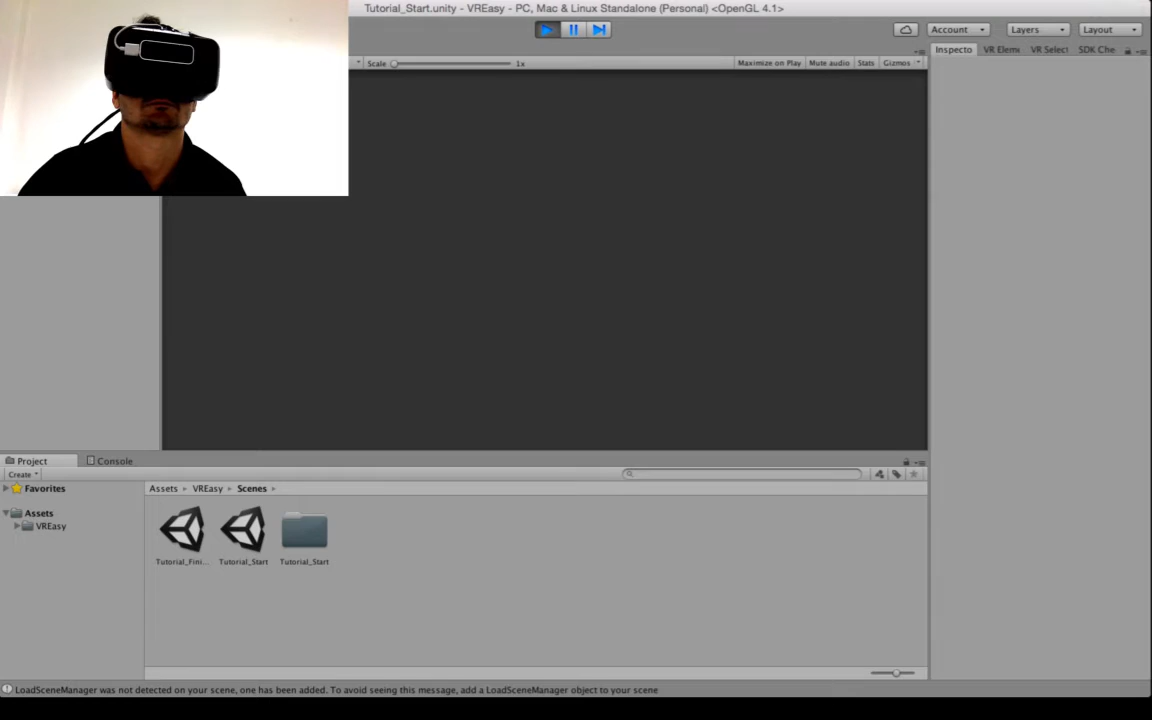 Tutorial_Start.unity - VREasy - PC, Mac & Linux Standalone (Personal) <OpenGL 4.1>
Account Layers Layout
Inspecto VR Eleme VR Select SDK Che
Scale 1x Maximize on Play Mute audio Stats Gizmos
Project Console
Create
Favorites
Assets VREasy Scenes
Assets
VREasy
Tutorial_Fini... Tutorial_Start Tutorial_Start
LoadSceneManager was not detected on your scene, one has been added. To avoid seeing this message, add a LoadSceneManager object to your scene